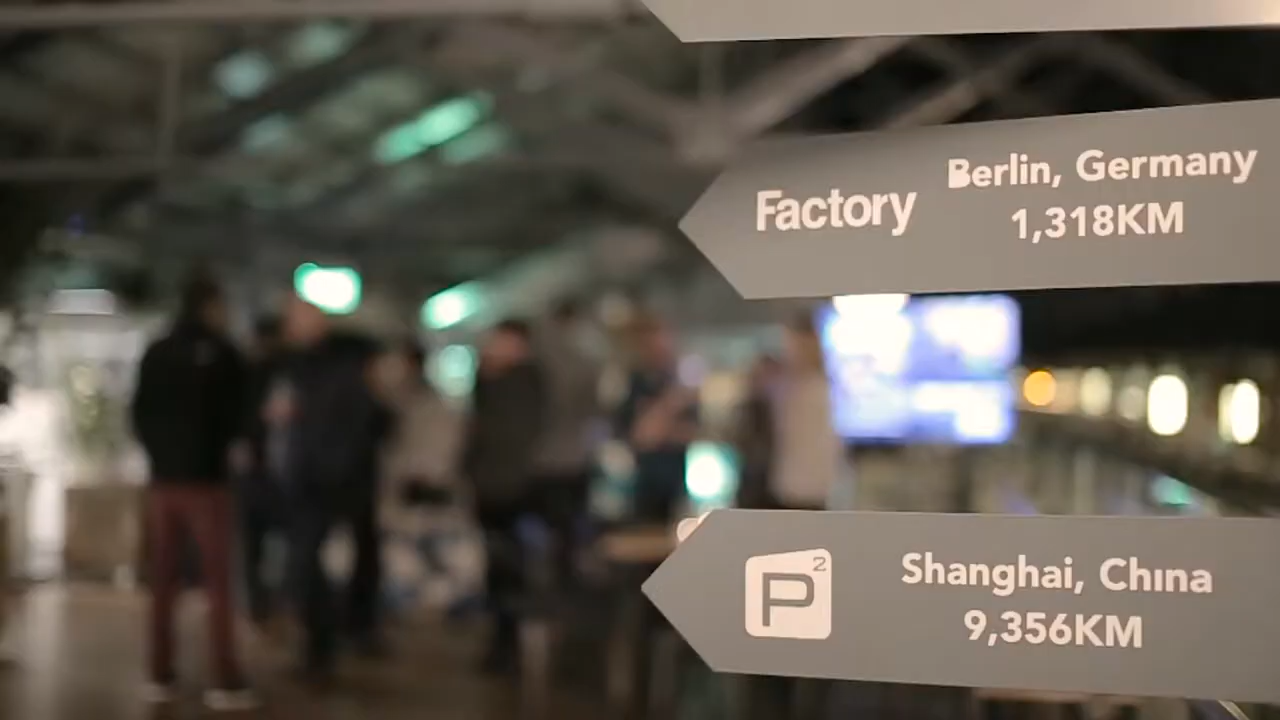 Factory
Berlin, Germany
1,318KM
P²
Shanghai, China
9,356KM